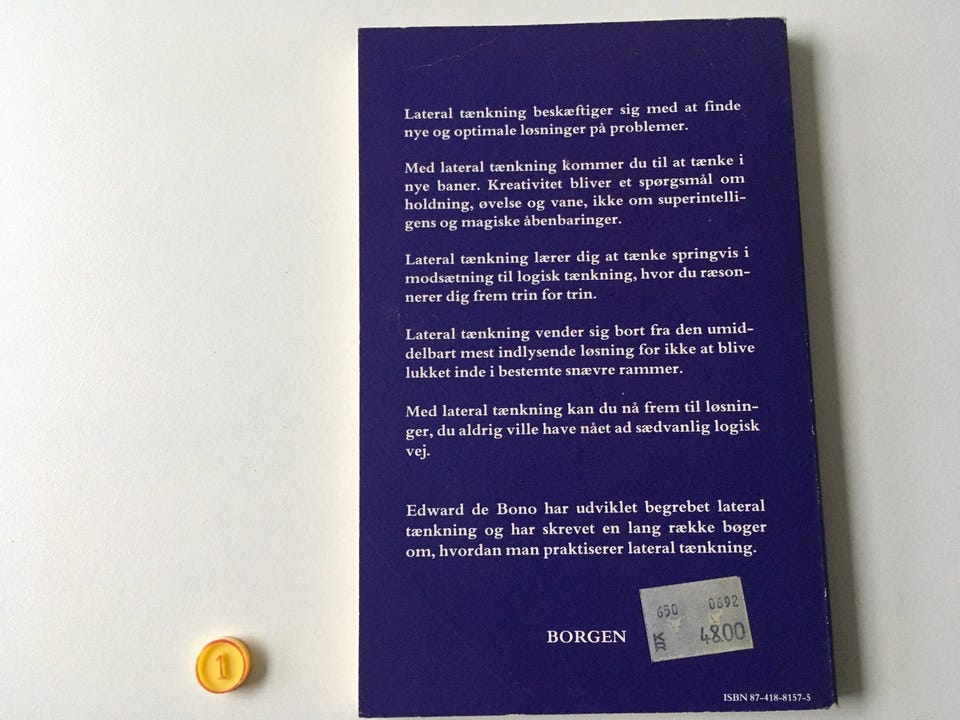 Lateral tænkning beskæftiger sig med at finde
nye og optimale løsninger på problemer.
Med lateral tænkning kommer du til at tænke i
nye baner. Kreativitet bliver et spørgsmål om
holdning, øvelse og vane, ikke om superintelli-
gens og magiske åbenbaringer.
Lateral tænkning lærer dig at tænke springvis i
modsætning til logisk tænkning, hvor du ræson-
nerer dig frem trin for trin.
Lateral tænkning vender sig bort fra den umid-
delbart mest indlysende løsning for ikke at blive
lukket inde i bestemte snævre rammer.
Med lateral tænkning kan du nå frem til løsnin-
ger, du aldrig ville have nået ad sædvanlig logisk
vej.
Edward de Bono har udviklet begrebet lateral
tænkning og har skrevet en lang række bøger
om, hvordan man praktiserer lateral tænkning.
650 0692
KR 48.00
BORGEN
1
ISBN 87-418-8157-5